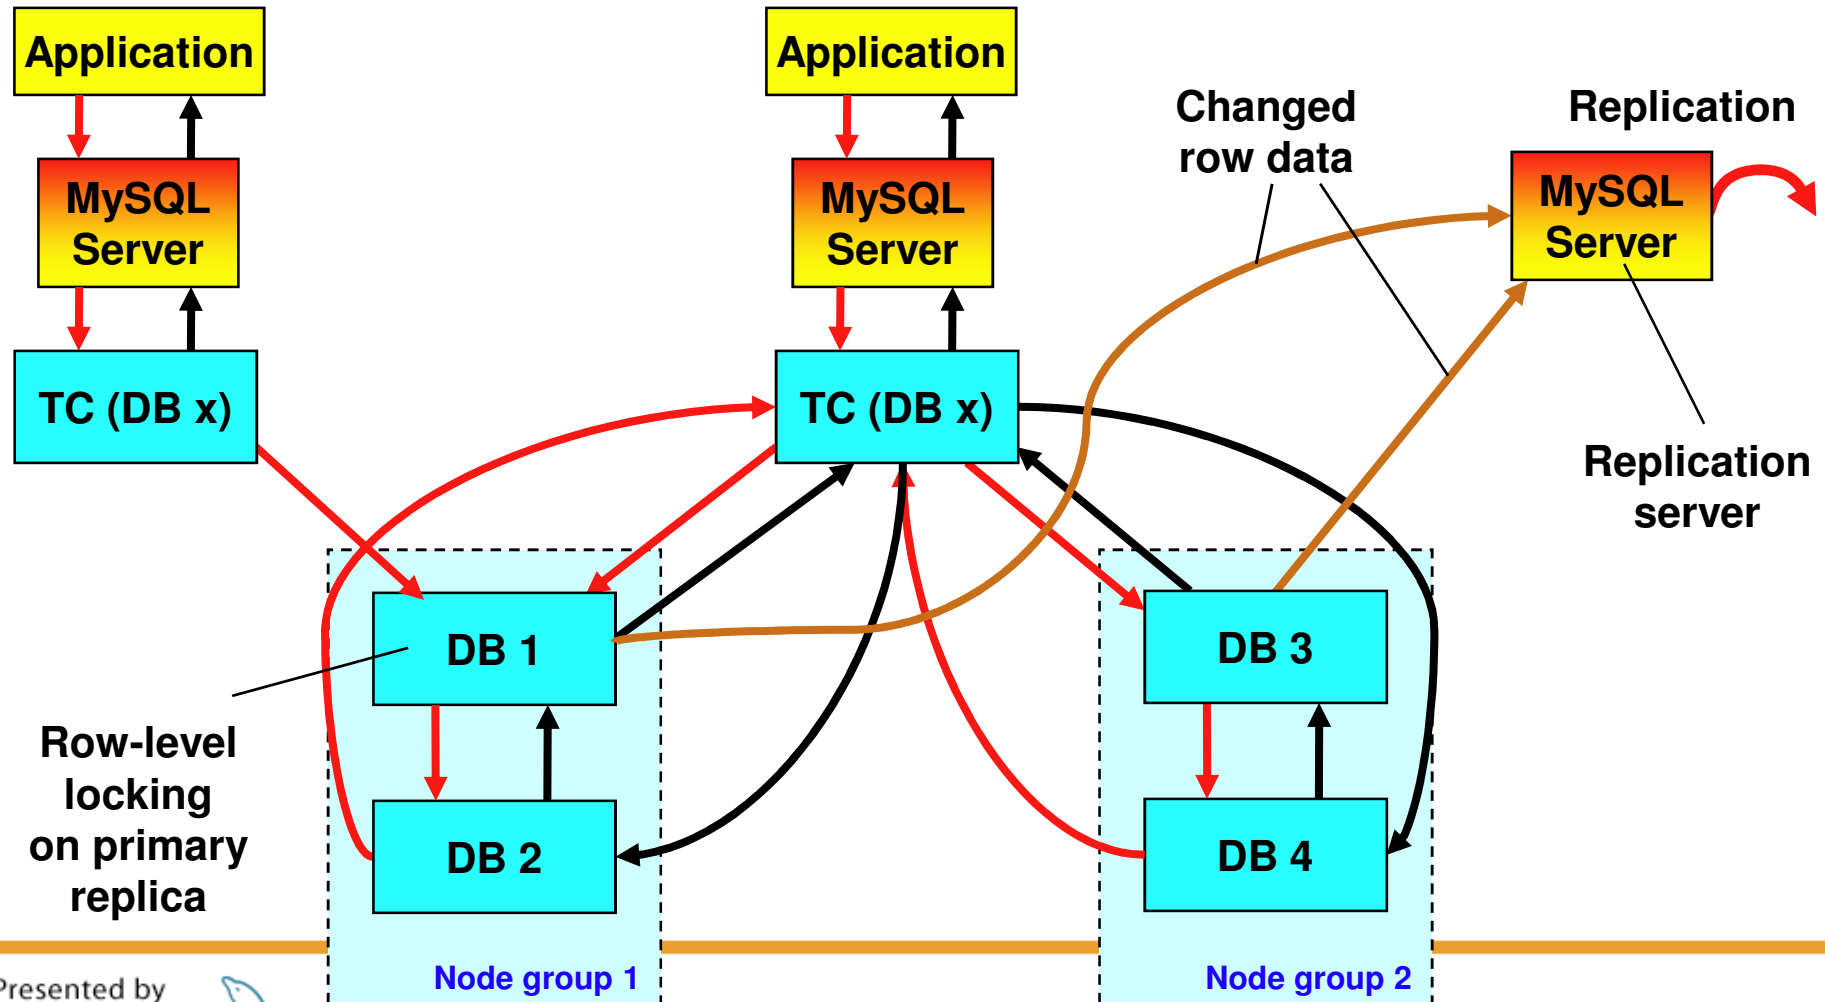 Application
Application
Changed
row data
Replication
MySQL
Server
MySQL
Server
MySQL
Server
TC (DB x)
TC (DB x)
Replication
server
DB 1
DB 3
Row-level
locking
on primary
replica
DB 2
DB 4
Node group 1
Node group 2
Presented by